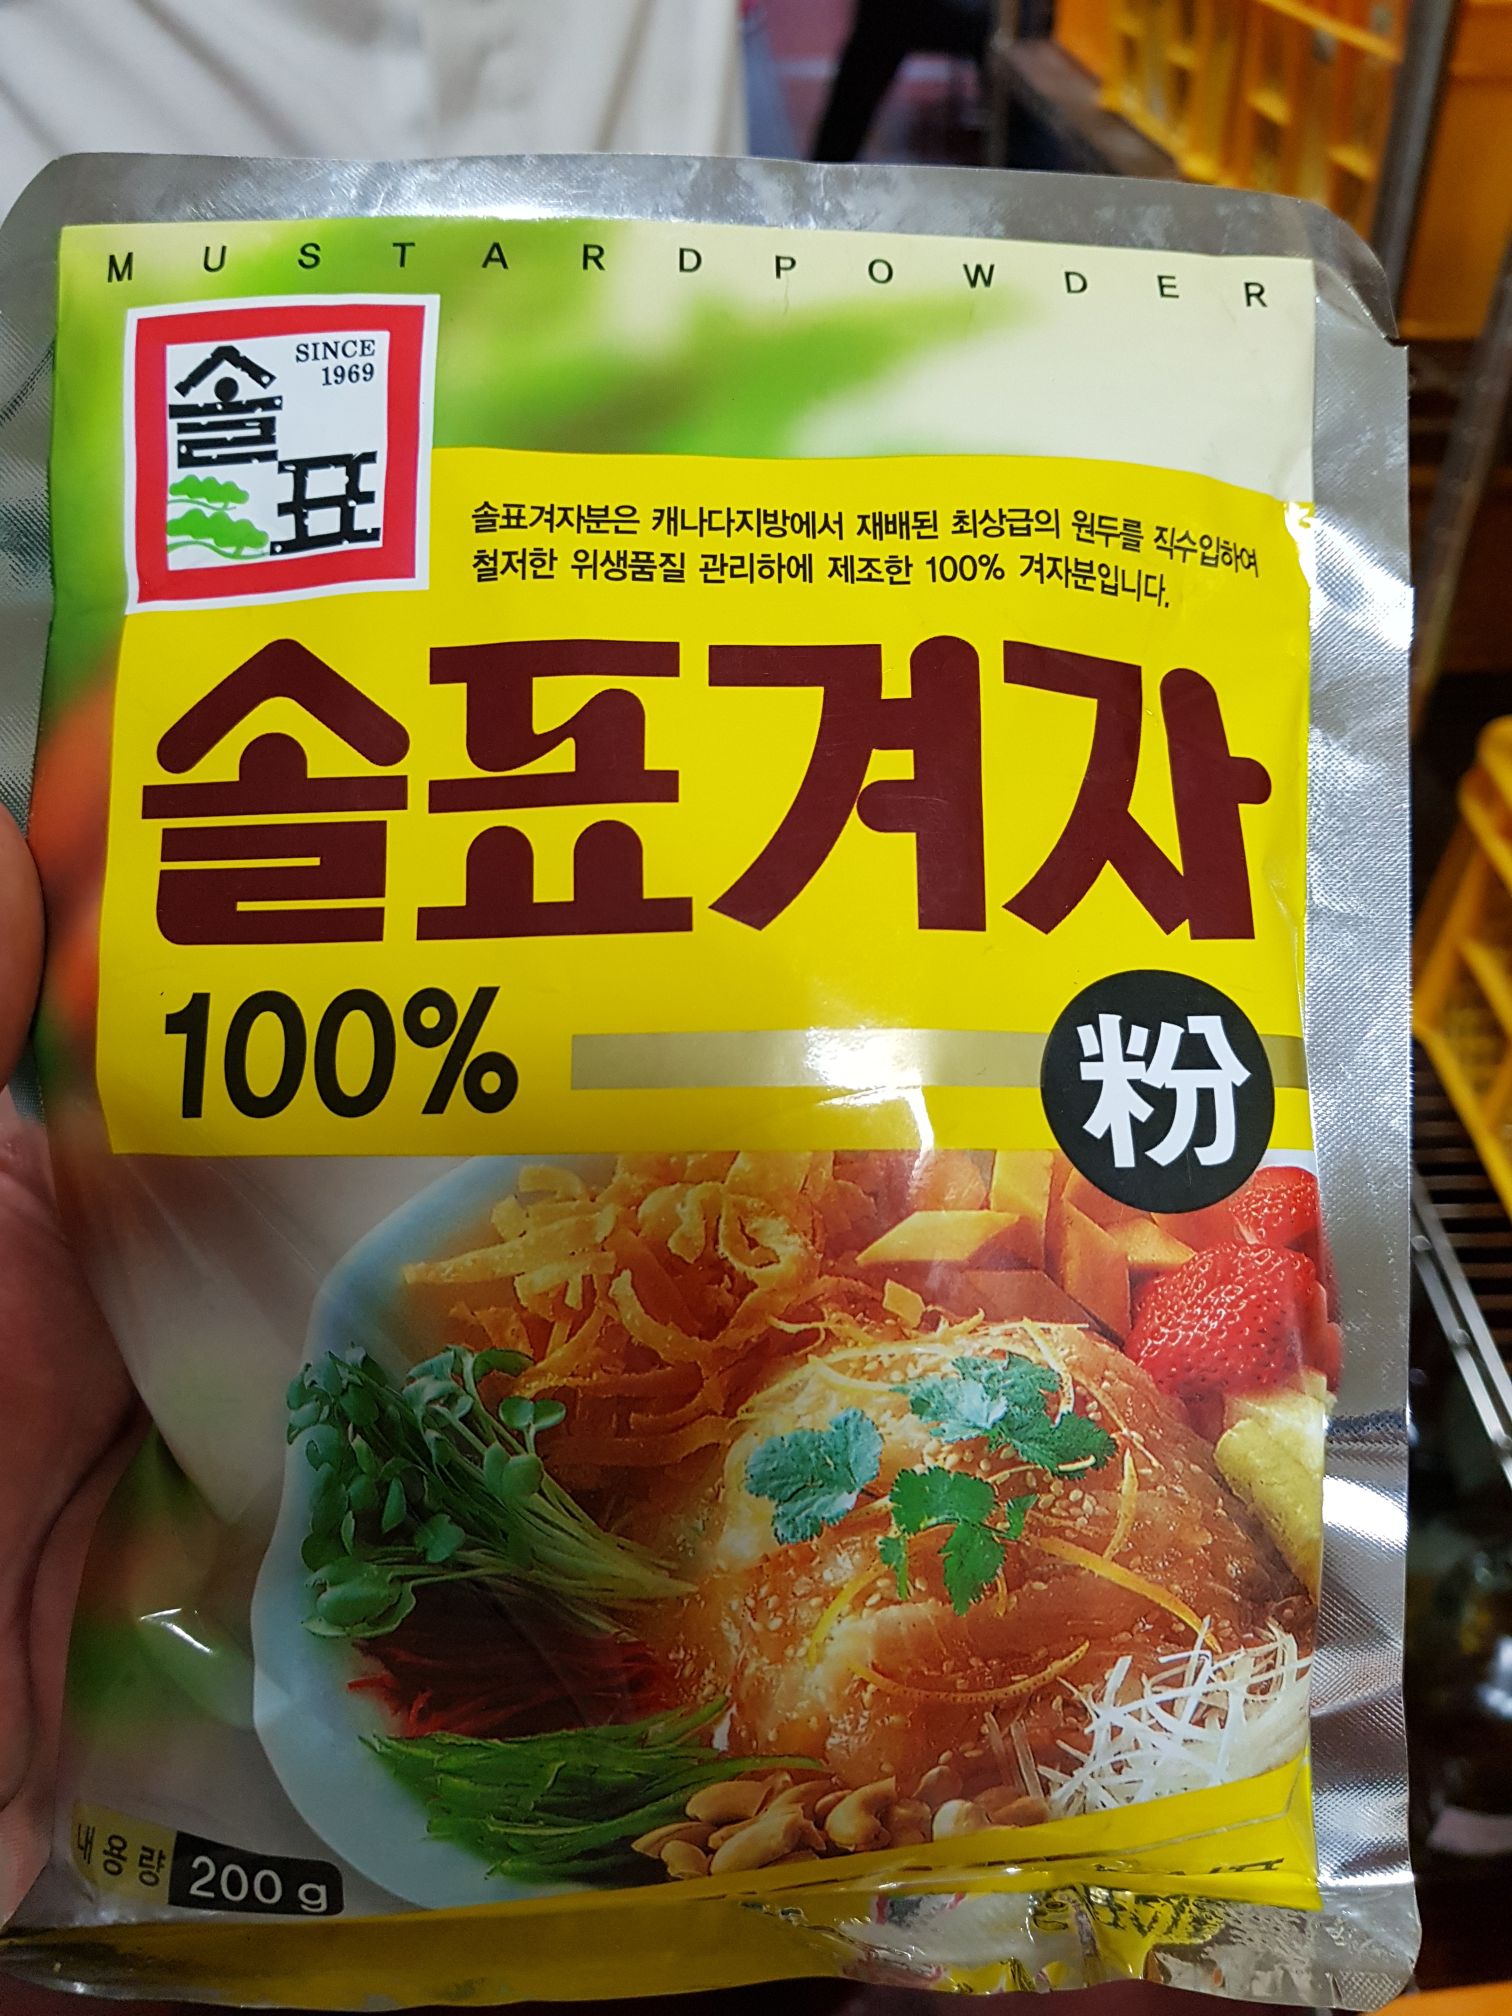 MUSTARDPOWDER
솔표
SINCE
1969
솔표겨자분은 캐나다지방에서 재배된 최상급의 원두를 직수입하여
철저한 위생품질 관리하에 제조한 100% 겨자분입니다.
솔표겨자
100%
粉
내용량 200 g